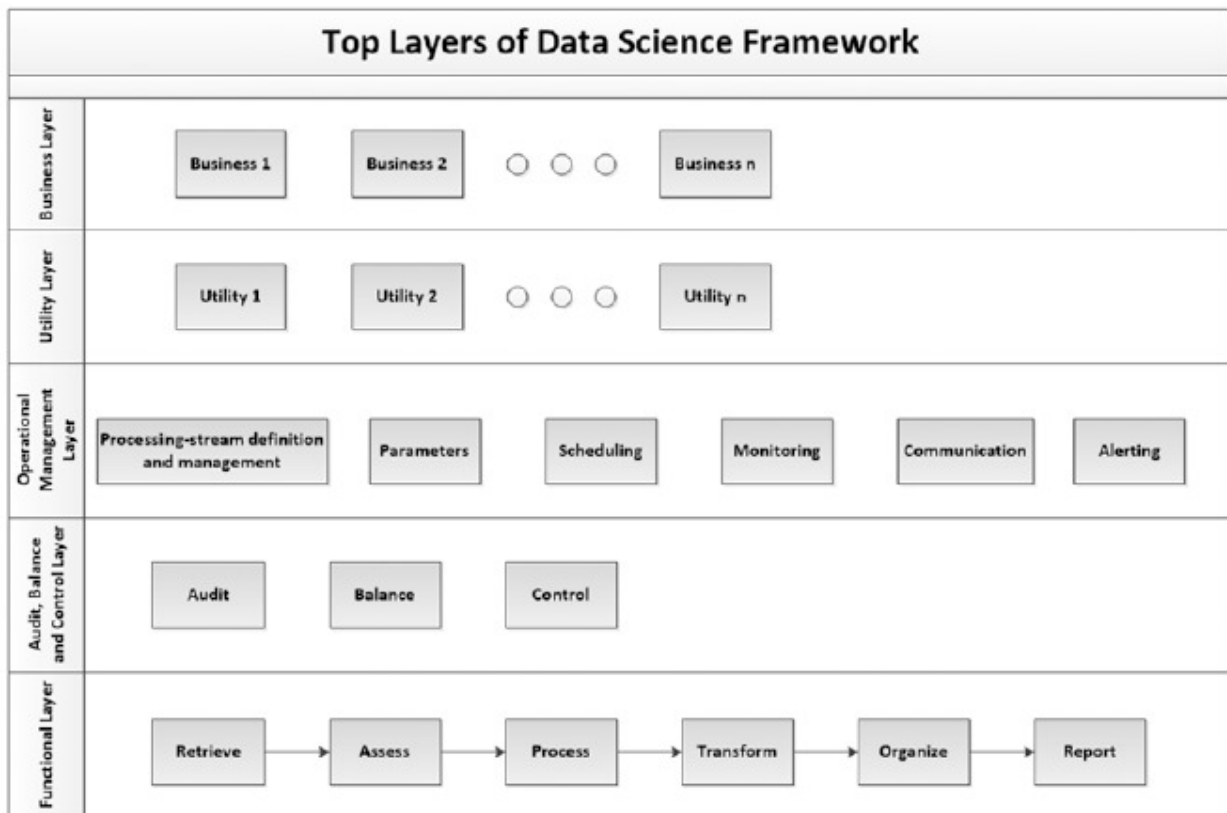 Top Layers of Data Science Framework
Business Layer
Business 1
Business 2
Business n
Utility Layer
Utility 1
Utility 2
Utility n
Operational
Management
Layer
Processing-stream definition
and management
Parameters
Scheduling
Monitoring
Communication
Alerting
Audit, Balance
and Control Layer
Audit
Balance
Control
Functional Layer
Retrieve
Assess
Process
Transform
Organize
Report